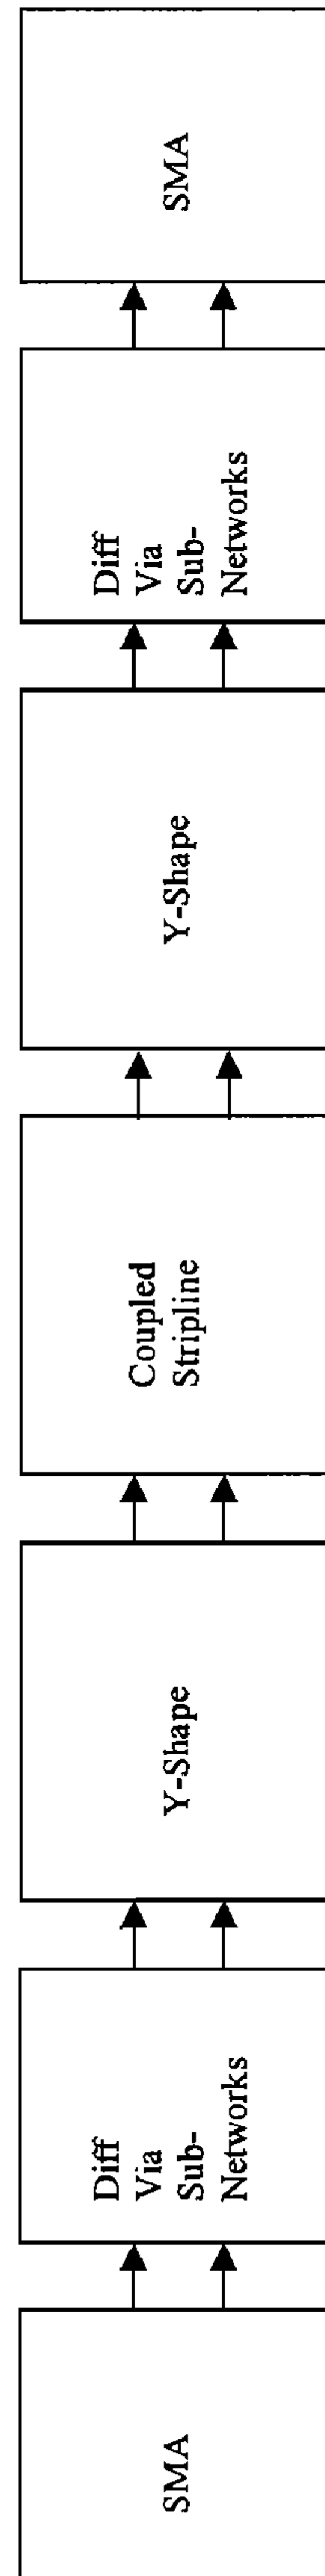 SMA
Diff
Via
Sub-
Networks
Y-Shape
Coupled
Stripline
Y-Shape
Diff
Via
Sub-
Networks
SMA